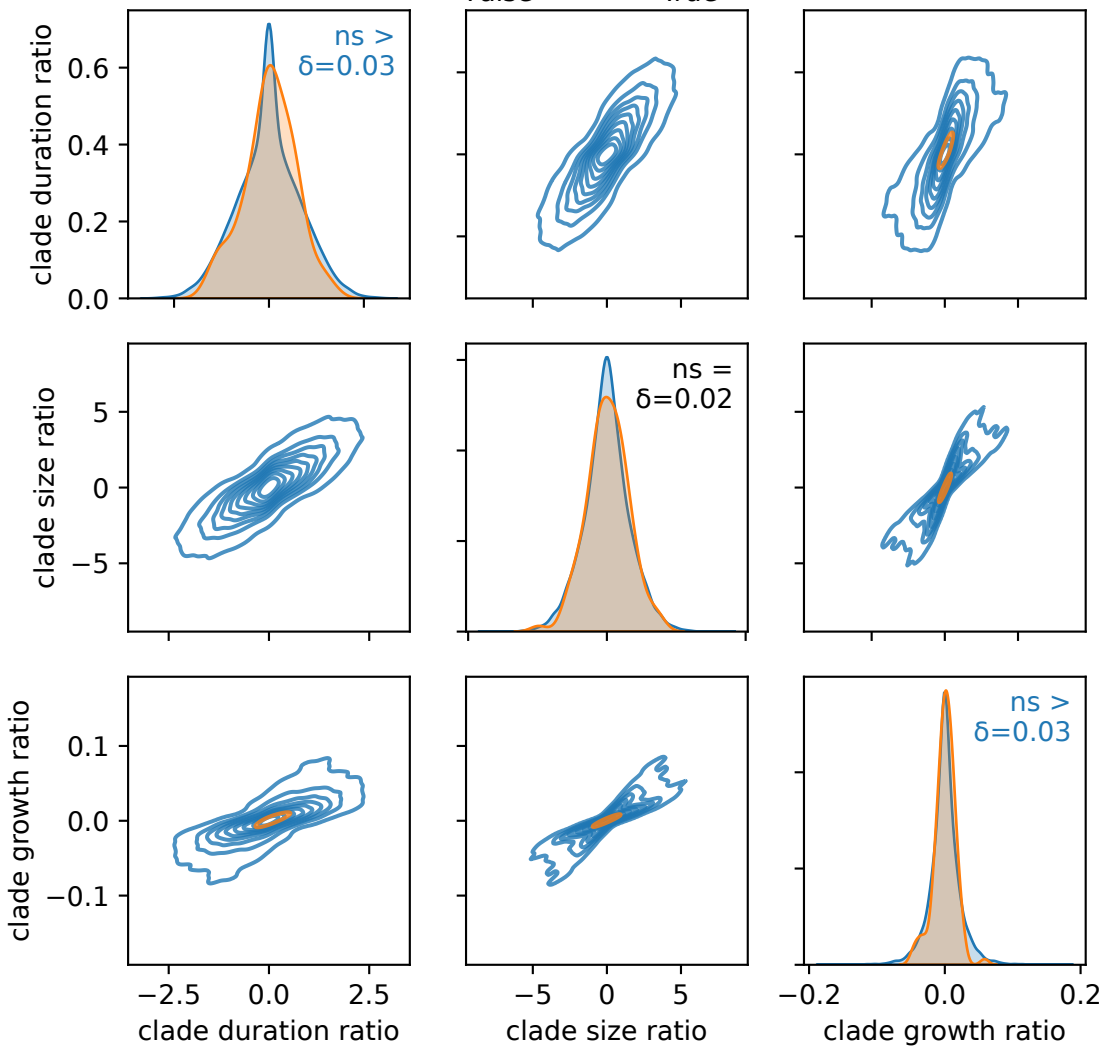 clade duration ratio
0.6
0.4
0.2
0.0
ns >
δ=0.03
clade size ratio
5
0
−5
ns =
δ=0.02
clade growth ratio
0.1
0.0
−0.1
ns >
δ=0.03
−2.5 0.0 2.5
−5 0 5
−0.2 0.0 0.2
clade duration ratio
clade size ratio
clade growth ratio